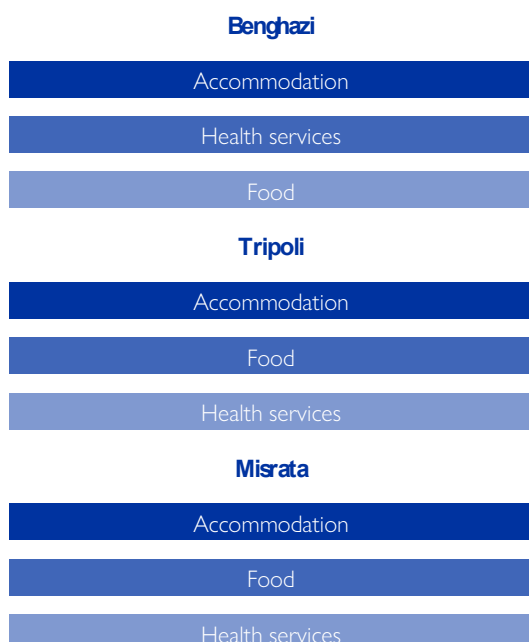 Benghazi
Accommodation
Health services
Food
Tripoli
Accommodation
Food
Health services
Misrata
Accommodation
Food
Health services